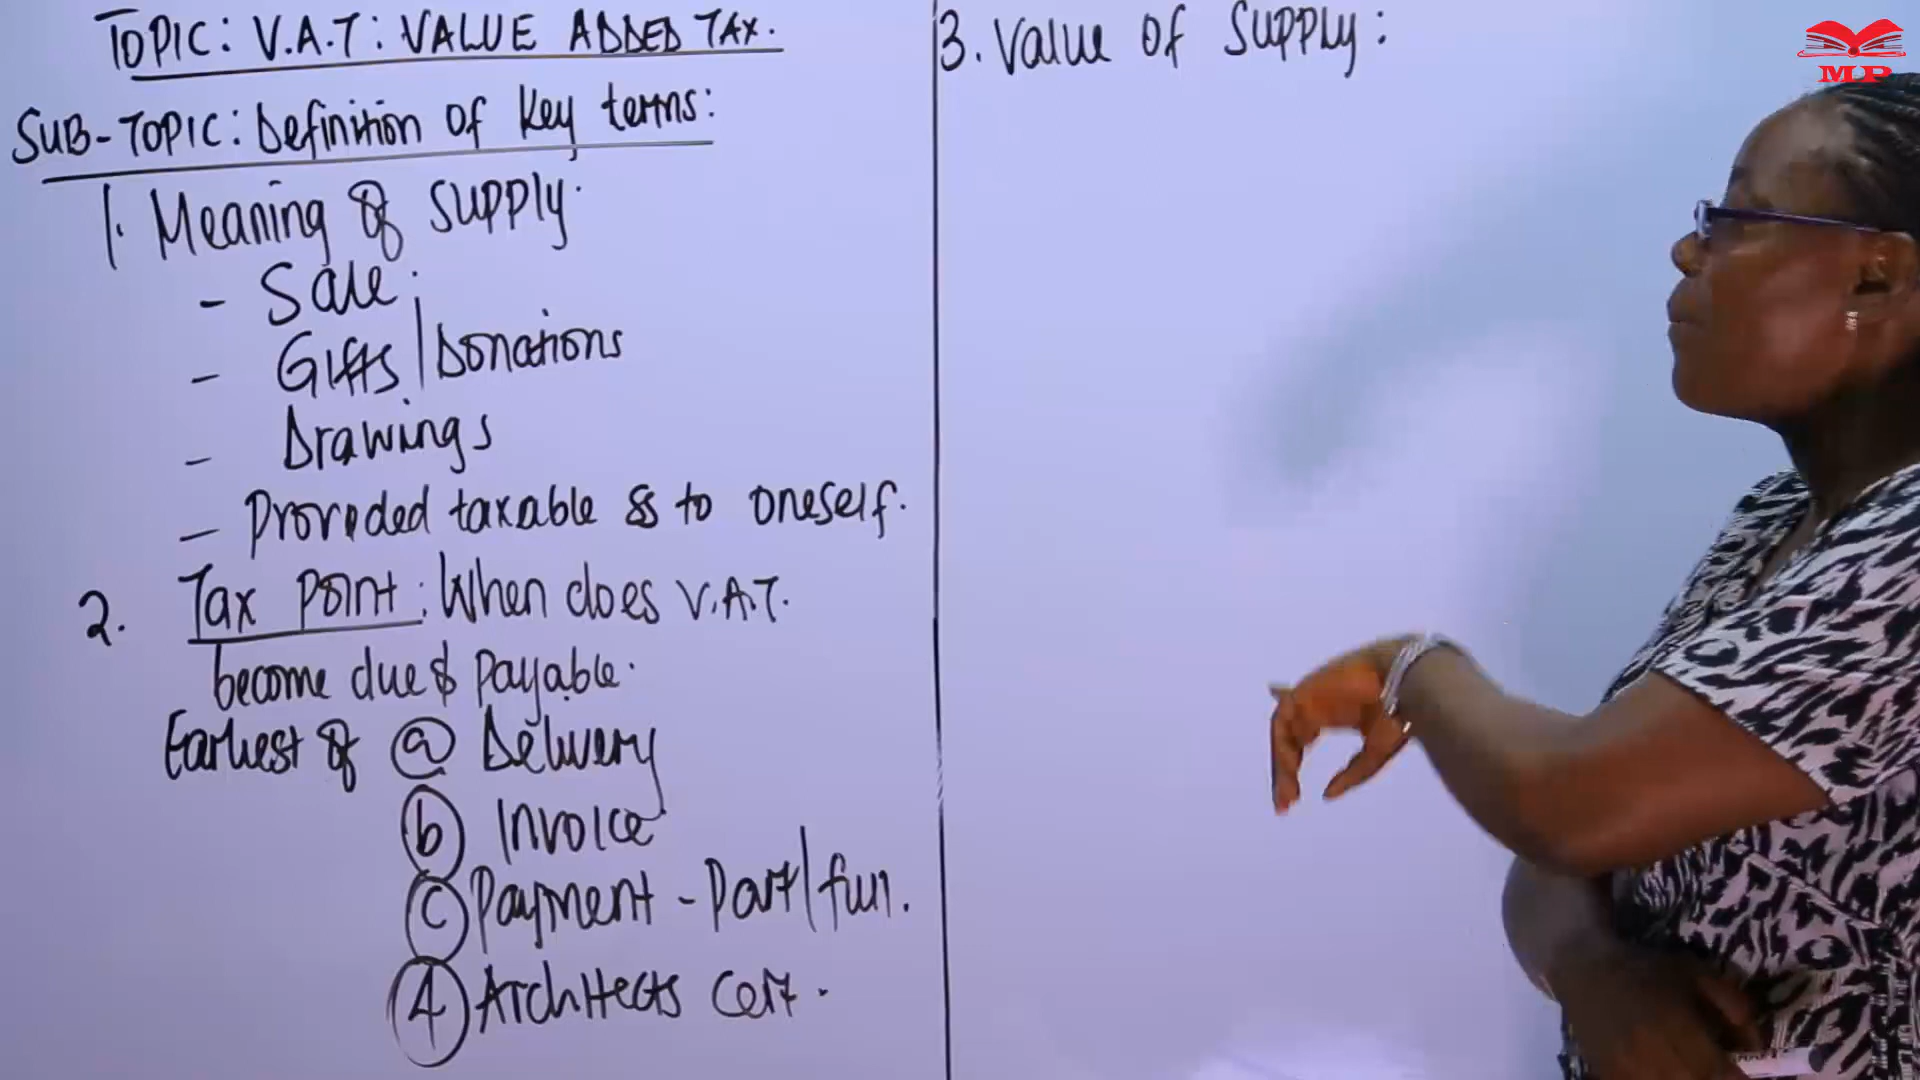 TOPIC: V.A.T: VALUE ADDED TAX.
SUB-TOPIC: Definition of key terms:
1. Meaning of supply.
- Sale.
- Gifts/Donations
- Drawings
- Provided taxable ss to oneself.
2. Tax Point: When does V.A.T.
become due & Payable.
Earliest of (a) Delivery
(b) Invoice
(c) Payment - Part/full.
(4) Architects Cert.
3. Value of Supply:
MP